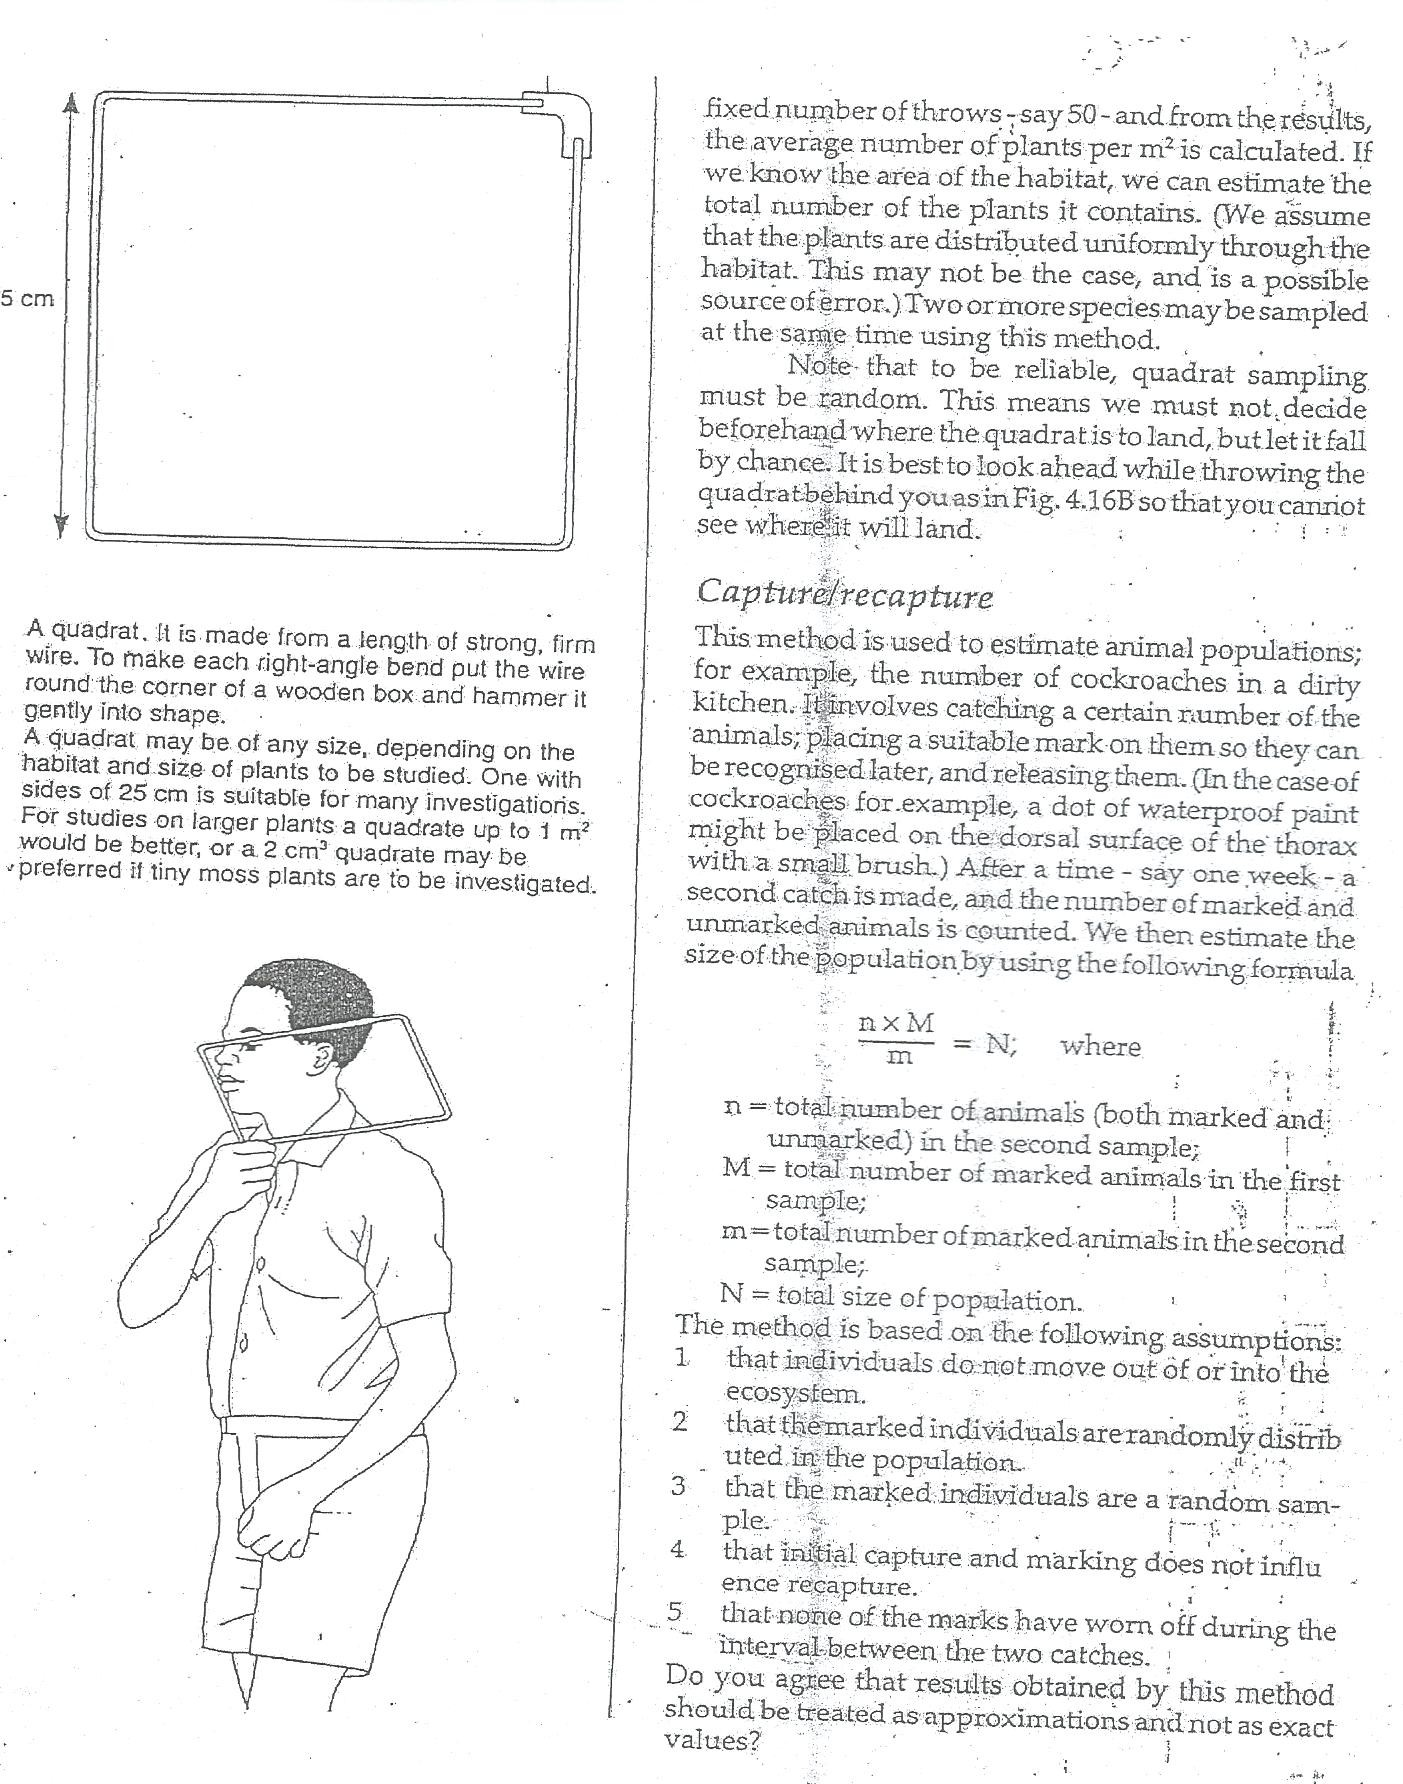 5 cm
A quadrat. It is made from a length of strong, firm
wire. To make each right-angle bend put the wire
round the corner of a wooden box and hammer it
gently into shape.
A quadrat may be of any size, depending on the
habitat and size of plants to be studied. One with
sides of 25 cm is suitable for many investigations.
For studies on larger plants a quadrate up to 1 m²
would be better, or a 2 cm³ quadrate may be
preferred if tiny moss plants are to be investigated.
fixed number of throws - say 50 - and from the results,
the average number of plants per m² is calculated. If
we know the area of the habitat, we can estimate the
total number of the plants it contains. (We assume
that the plants are distributed uniformly through the
habitat. This may not be the case, and is a possible
source of error.) Two or more species may be sampled
at the same time using this method.
Note that to be reliable, quadrat sampling
must be random. This means we must not decide
beforehand where the quadrat is to land, but let it fall
by chance. It is best to look ahead while throwing the
quadrat behind you as in Fig. 4.16B so that you cannot
see where it will land.
Capture/recapture
This method is used to estimate animal populations;
for example, the number of cockroaches in a dirty
kitchen. It involves catching a certain number of the
animals; placing a suitable mark on them so they can
be recognised later, and releasing them. (In the case of
cockroaches for example, a dot of waterproof paint
might be placed on the dorsal surface of the thorax
with a small brush.) After a time - say one week - a
second catch is made, and the number of marked and
unmarked animals is counted. We then estimate the
size of the population by using the following formula
n × M
= N; where
m
n = total number of animals (both marked and
unmarked) in the second sample;
M = total number of marked animals in the first
sample;
m = total number of marked animals in the second
sample;
N = total size of population.
The method is based on the following assumptions:
1 that individuals do not move out of or into the
ecosystem.
2 that the marked individuals are randomly distrib
uted in the population.
3 that the marked individuals are a random sam-
ple.
4 that initial capture and marking does not influ
ence recapture.
5 that none of the marks have worn off during the
interval between the two catches.
Do you agree that results obtained by this method
should be treated as approximations and not as exact
values?